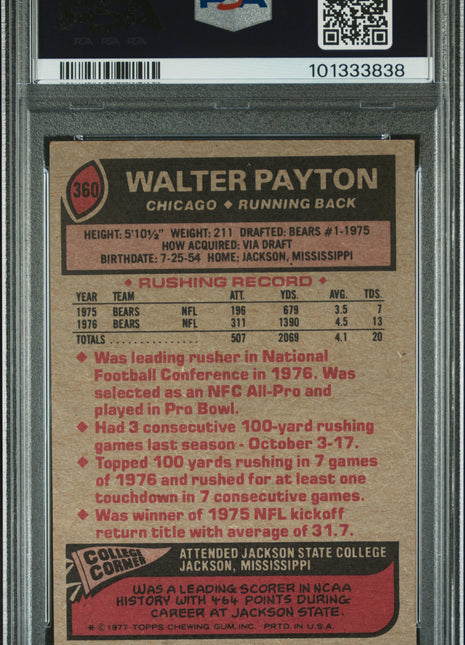 PSA
PSA PSA PSA
101333838
360
WALTER PAYTON
CHICAGO ♦ RUNNING BACK
HEIGHT: 5'10½" WEIGHT: 211 DRAFTED: BEARS #1-1975
HOW ACQUIRED: VIA DRAFT
BIRTHDATE: 7-25-54 HOME: JACKSON, MISSISSIPPI
♦ RUSHING RECORD ♦
YEAR TEAM ATT. YDS. AVG. TDS.
1975 BEARS NFL 196 679 3.5 7
1976 BEARS NFL 311 1390 4.5 13
TOTALS .................. 507 2069 4.1 20
♦ Was leading rusher in National
Football Conference in 1976. Was
selected as an NFC All-Pro and
played in Pro Bowl.
♦ Had 3 consecutive 100-yard rushing
games last season - October 3-17.
♦ Topped 100 yards rushing in 7 games
of 1976 and rushed for at least one
touchdown in 7 consecutive games.
♦ Was winner of 1975 NFL kickoff
return title with average of 31.7.
COLLEGE
CORNER
ATTENDED JACKSON STATE COLLEGE
JACKSON, MISSISSIPPI
WAS A LEADING SCORER IN NCAA
HISTORY WITH 464 POINTS DURING
CAREER AT JACKSON STATE.
* © 1977 TOPPS CHEWING GUM, INC. PRTD. IN U.S.A.